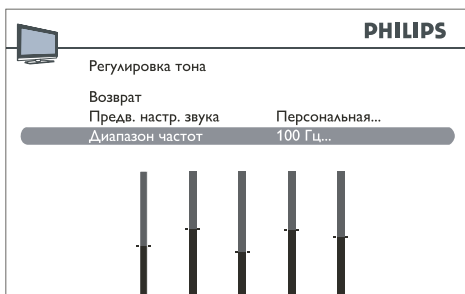 PHILIPS
Регулировка тона
Возврат
Предв. настр. звука Персональная...
Диапазон частот 100 Гц...